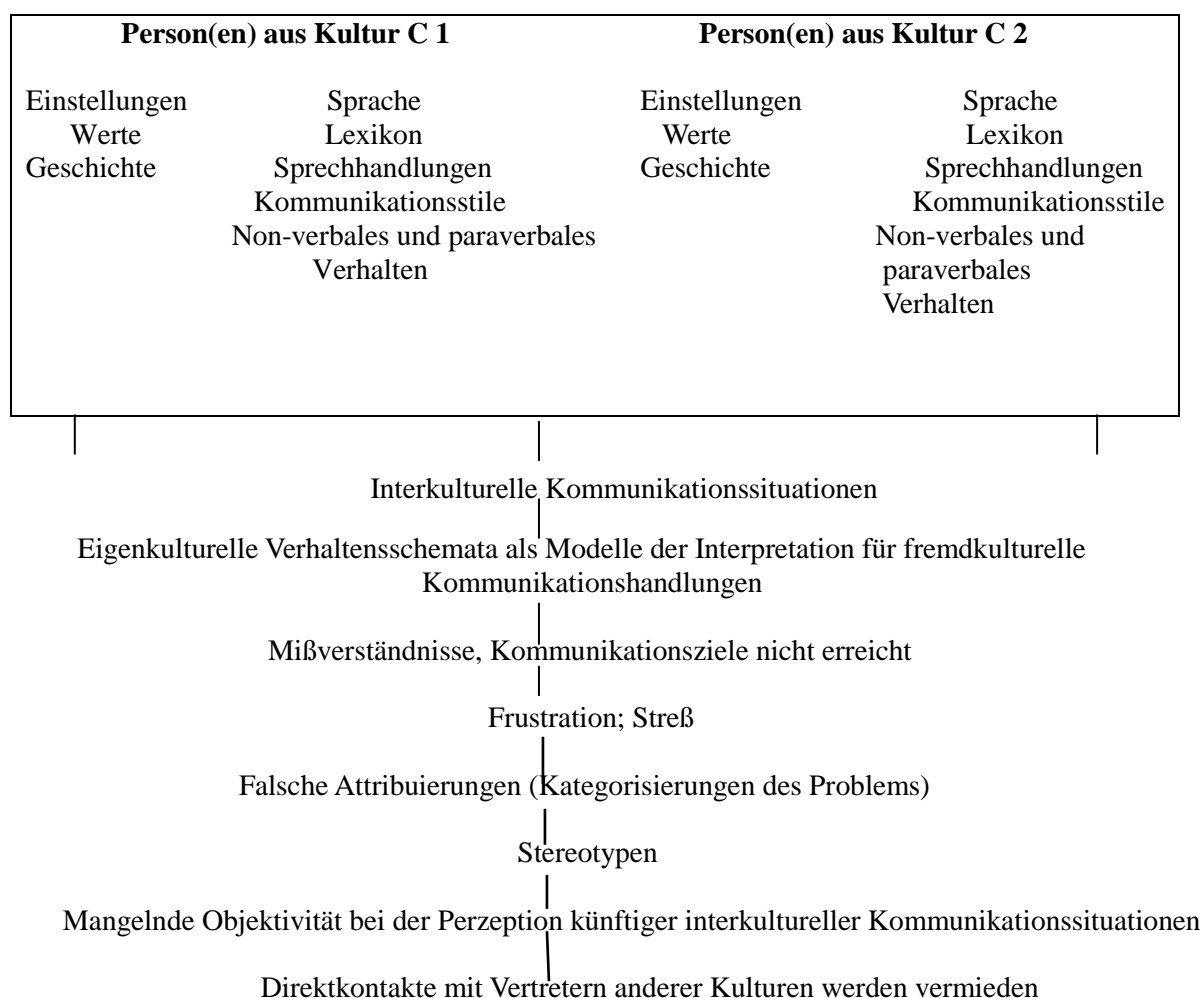 Person(en) aus Kultur C 1 Person(en) aus Kultur C 2
Einstellungen Sprache Einstellungen Sprache
Werte Lexikon Werte Lexikon
Geschichte Sprechhandlungen Geschichte Sprechhandlungen
Kommunikationsstile Kommunikationsstile
Non-verbales und paraverbales Non-verbales und
Verhalten paraverbales
Verhalten
Interkulturelle Kommunikationssituationen
Eigenkulturelle Verhaltensschemata als Modelle der Interpretation für fremdkulturelle
Kommunikationshandlungen
Mißverständnisse, Kommunikationsziele nicht erreicht
Frustration; Streß
Falsche Attribuierungen (Kategorisierungen des Problems)
Stereotypen
Mangelnde Objektivität bei der Perzeption künftiger interkultureller Kommunikationssituationen
Direktkontakte mit Vertretern anderer Kulturen werden vermieden